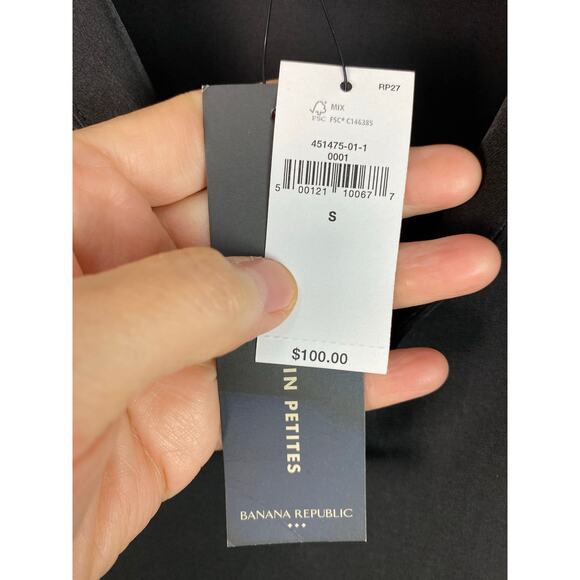 RP27
MIX
FSC FSC® C146385
451475-01-1
0001
5 00121 10067 7
S
$100.00
IN PETITES
BANANA REPUBLIC